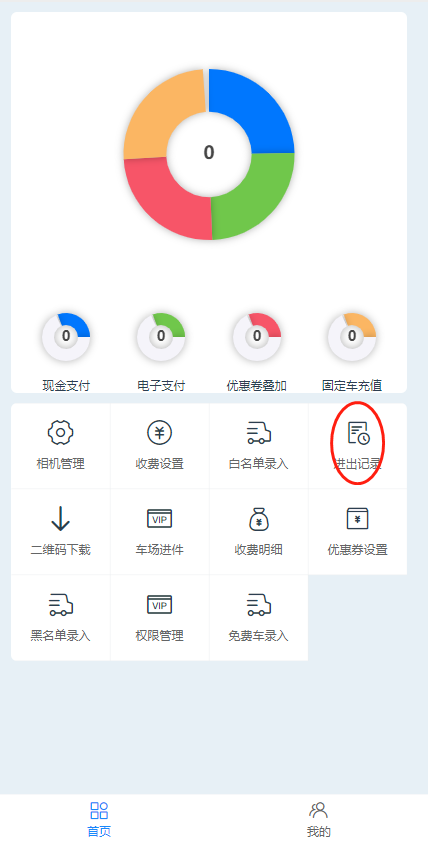 0
0 0 0 0
现金支付 电子支付 优惠卷叠加 固定车充值
相机管理 收费设置 白名单录入 进出记录
VIP
二维码下载 车场进件 收费明细 优惠券设置
VIP
黑名单录入 权限管理 免费车录入
首页 我的